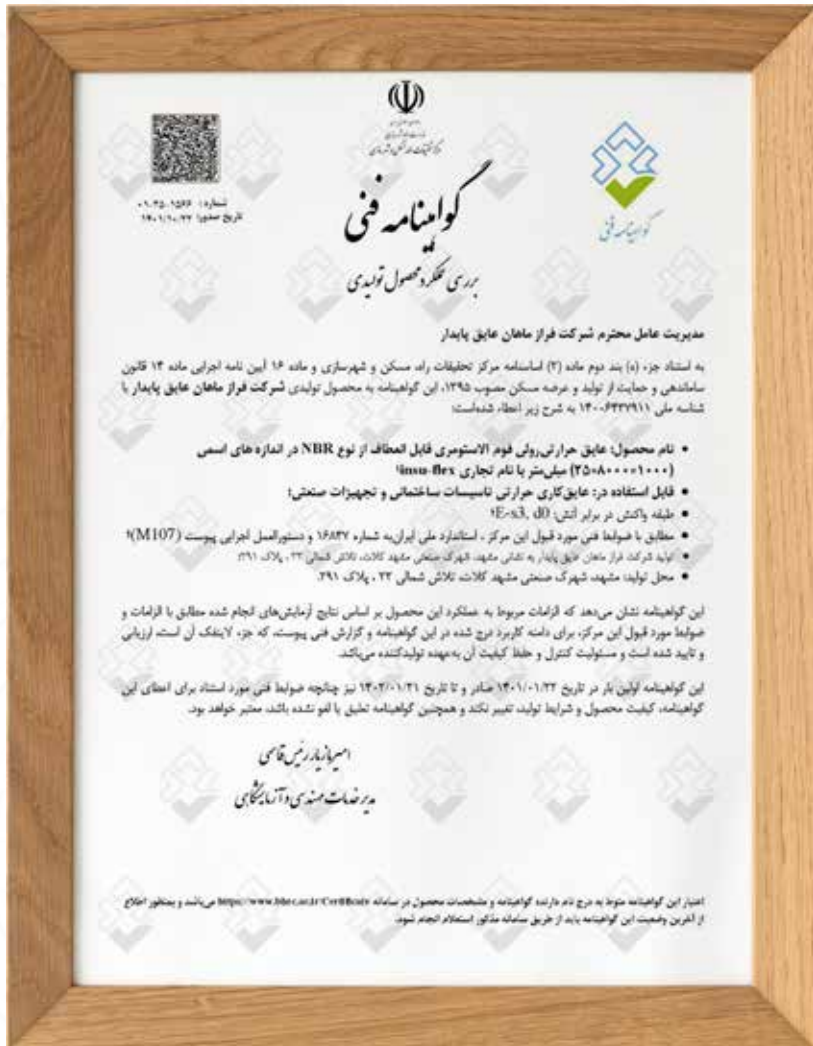 مرکز تحقیقات راه، مسکن و شهرسازی
شماره: ۰۱.۲۵.۱۵۶۶
تاریخ صدور: ۱۴۰۱/۱۰/۲۲
گواهینامه فنی
گواهینامه فنی
بررسی عملکرد محصول تولیدی
مدیریت عامل محترم شرکت فراز ماهان عایق پایدار
به استناد جزء (ه) بند دوم ماده (۲) اساسنامه مرکز تحقیقات راه، مسکن و شهرسازی و ماده ۱۶ آیین نامه اجرایی ماده ۱۴ قانون
ساماندهی و حمایت از تولید و عرضه مسکن مصوب ۱۳۹۵، این گواهینامه به محصول تولیدی شرکت فراز ماهان عایق پایدار با
شناسه ملی ۱۴۰۰۶۴۳۷۹۱۱ به شرح زیر اعطاء شده‌است:
• نام محصول: عایق حرارتی‌رولی فوم الاستومری قابل انعطاف از نوع NBR در اندازه های اسمی
(۲۵×۸۰۰۰×۱۰۰۰) میلی‌متر با نام تجاری insu-flex؛
• قابل استفاده در: عایق‌کاری حرارتی تاسیسات ساختمانی و تجهیزات صنعتی؛
• طبقه واکنش در برابر آتش: E-s3, d0؛
• مطابق با ضوابط فنی مورد قبول این مرکز ، استاندارد ملی ایران‌به شماره ۱۶۸۳۷ و دستورالعمل اجرایی پیوست (M107)؛
• تولید شرکت فراز ماهان عایق پایدار به نشانی مشهد، شهرک صنعتی مشهد کلات، تلاش شمالی ۲۳ ، پلاک ۲۹۱؛
• محل تولید: مشهد، شهرک صنعتی مشهد کلات، تلاش شمالی ۲۳ ، پلاک ۲۹۱.
این گواهینامه نشان می‌دهد که الزامات مربوط به عملکرد این محصول بر اساس نتایج آزمایش‌های انجام شده مطابق با الزامات و
ضوابط مورد قبول این مرکز، برای دامنه کاربرد درج شده در این گواهینامه و گزارش فنی پیوست، که جزء لاینفک آن است، ارزیابی
و تایید شده است و مسئولیت کنترل و حفظ کیفیت آن به‌عهده تولیدکننده می‌باشد.
این گواهینامه اولین بار در تاریخ ۱۴۰۱/۰۱/۲۲ صادر و تا تاریخ ۱۴۰۲/۰۱/۲۱ نیز چنانچه ضوابط فنی مورد استناد برای اعطای این
گواهینامه، کیفیت محصول و شرایط تولید، تغییر نکند و همچنین گواهینامه تعلیق یا لغو نشده باشد، معتبر خواهد بود.
رئیس قاسمی
مدیر خدمات مهندسی و آزمایشگاهی
اعتبار این گواهینامه منوط به درج نام دارنده گواهینامه و مشخصات محصول در سامانه https://www.bhrc.ac.ir/Certificate می‌باشد و بمنظور اطلاع
از آخرین وضعیت این گواهینامه باید از طریق سامانه مذکور استعلام انجام شود.